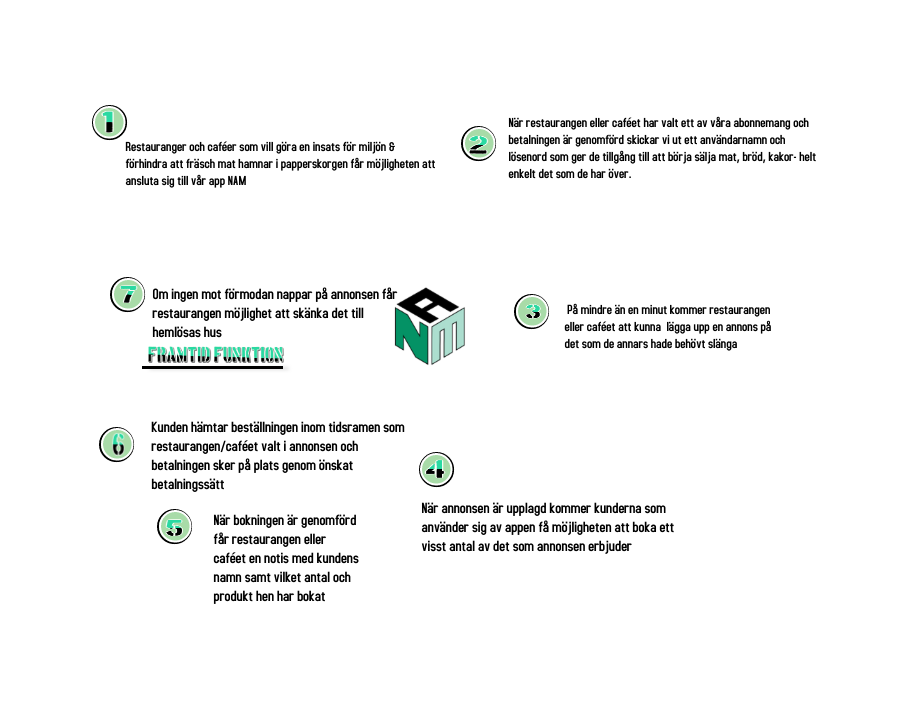 1
Restauranger och caféer som vill göra en insats för miljön &
förhindra att fräsch mat hamnar i papperskorgen får möjligheten att
ansluta sig till vår app NAM
2
När restaurangen eller caféet har valt ett av våra abonnemang och
betalningen är genomförd skickar vi ut ett användarnamn och
lösenord som ger de tillgång till att börja sälja mat, bröd, kakor- helt
enkelt det som de har över.
3
På mindre än en minut kommer restaurangen
eller caféet att kunna lägga upp en annons på
det som de annars hade behövt slänga
4
När annonsen är upplagd kommer kunderna som
använder sig av appen få möjligheten att boka ett
visst antal av det som annonsen erbjuder
5
När bokningen är genomförd
får restaurangen eller
caféet en notis med kundens
namn samt vilket antal och
produkt hen har bokat
6
Kunden hämtar beställningen inom tidsramen som
restaurangen/caféet valt i annonsen och
betalningen sker på plats genom önskat
betalningssätt
7
Om ingen mot förmodan nappar på annonsen får
restaurangen möjlighet att skänka det till
hemlösas hus
FRAMTID FUNKTION
NAM